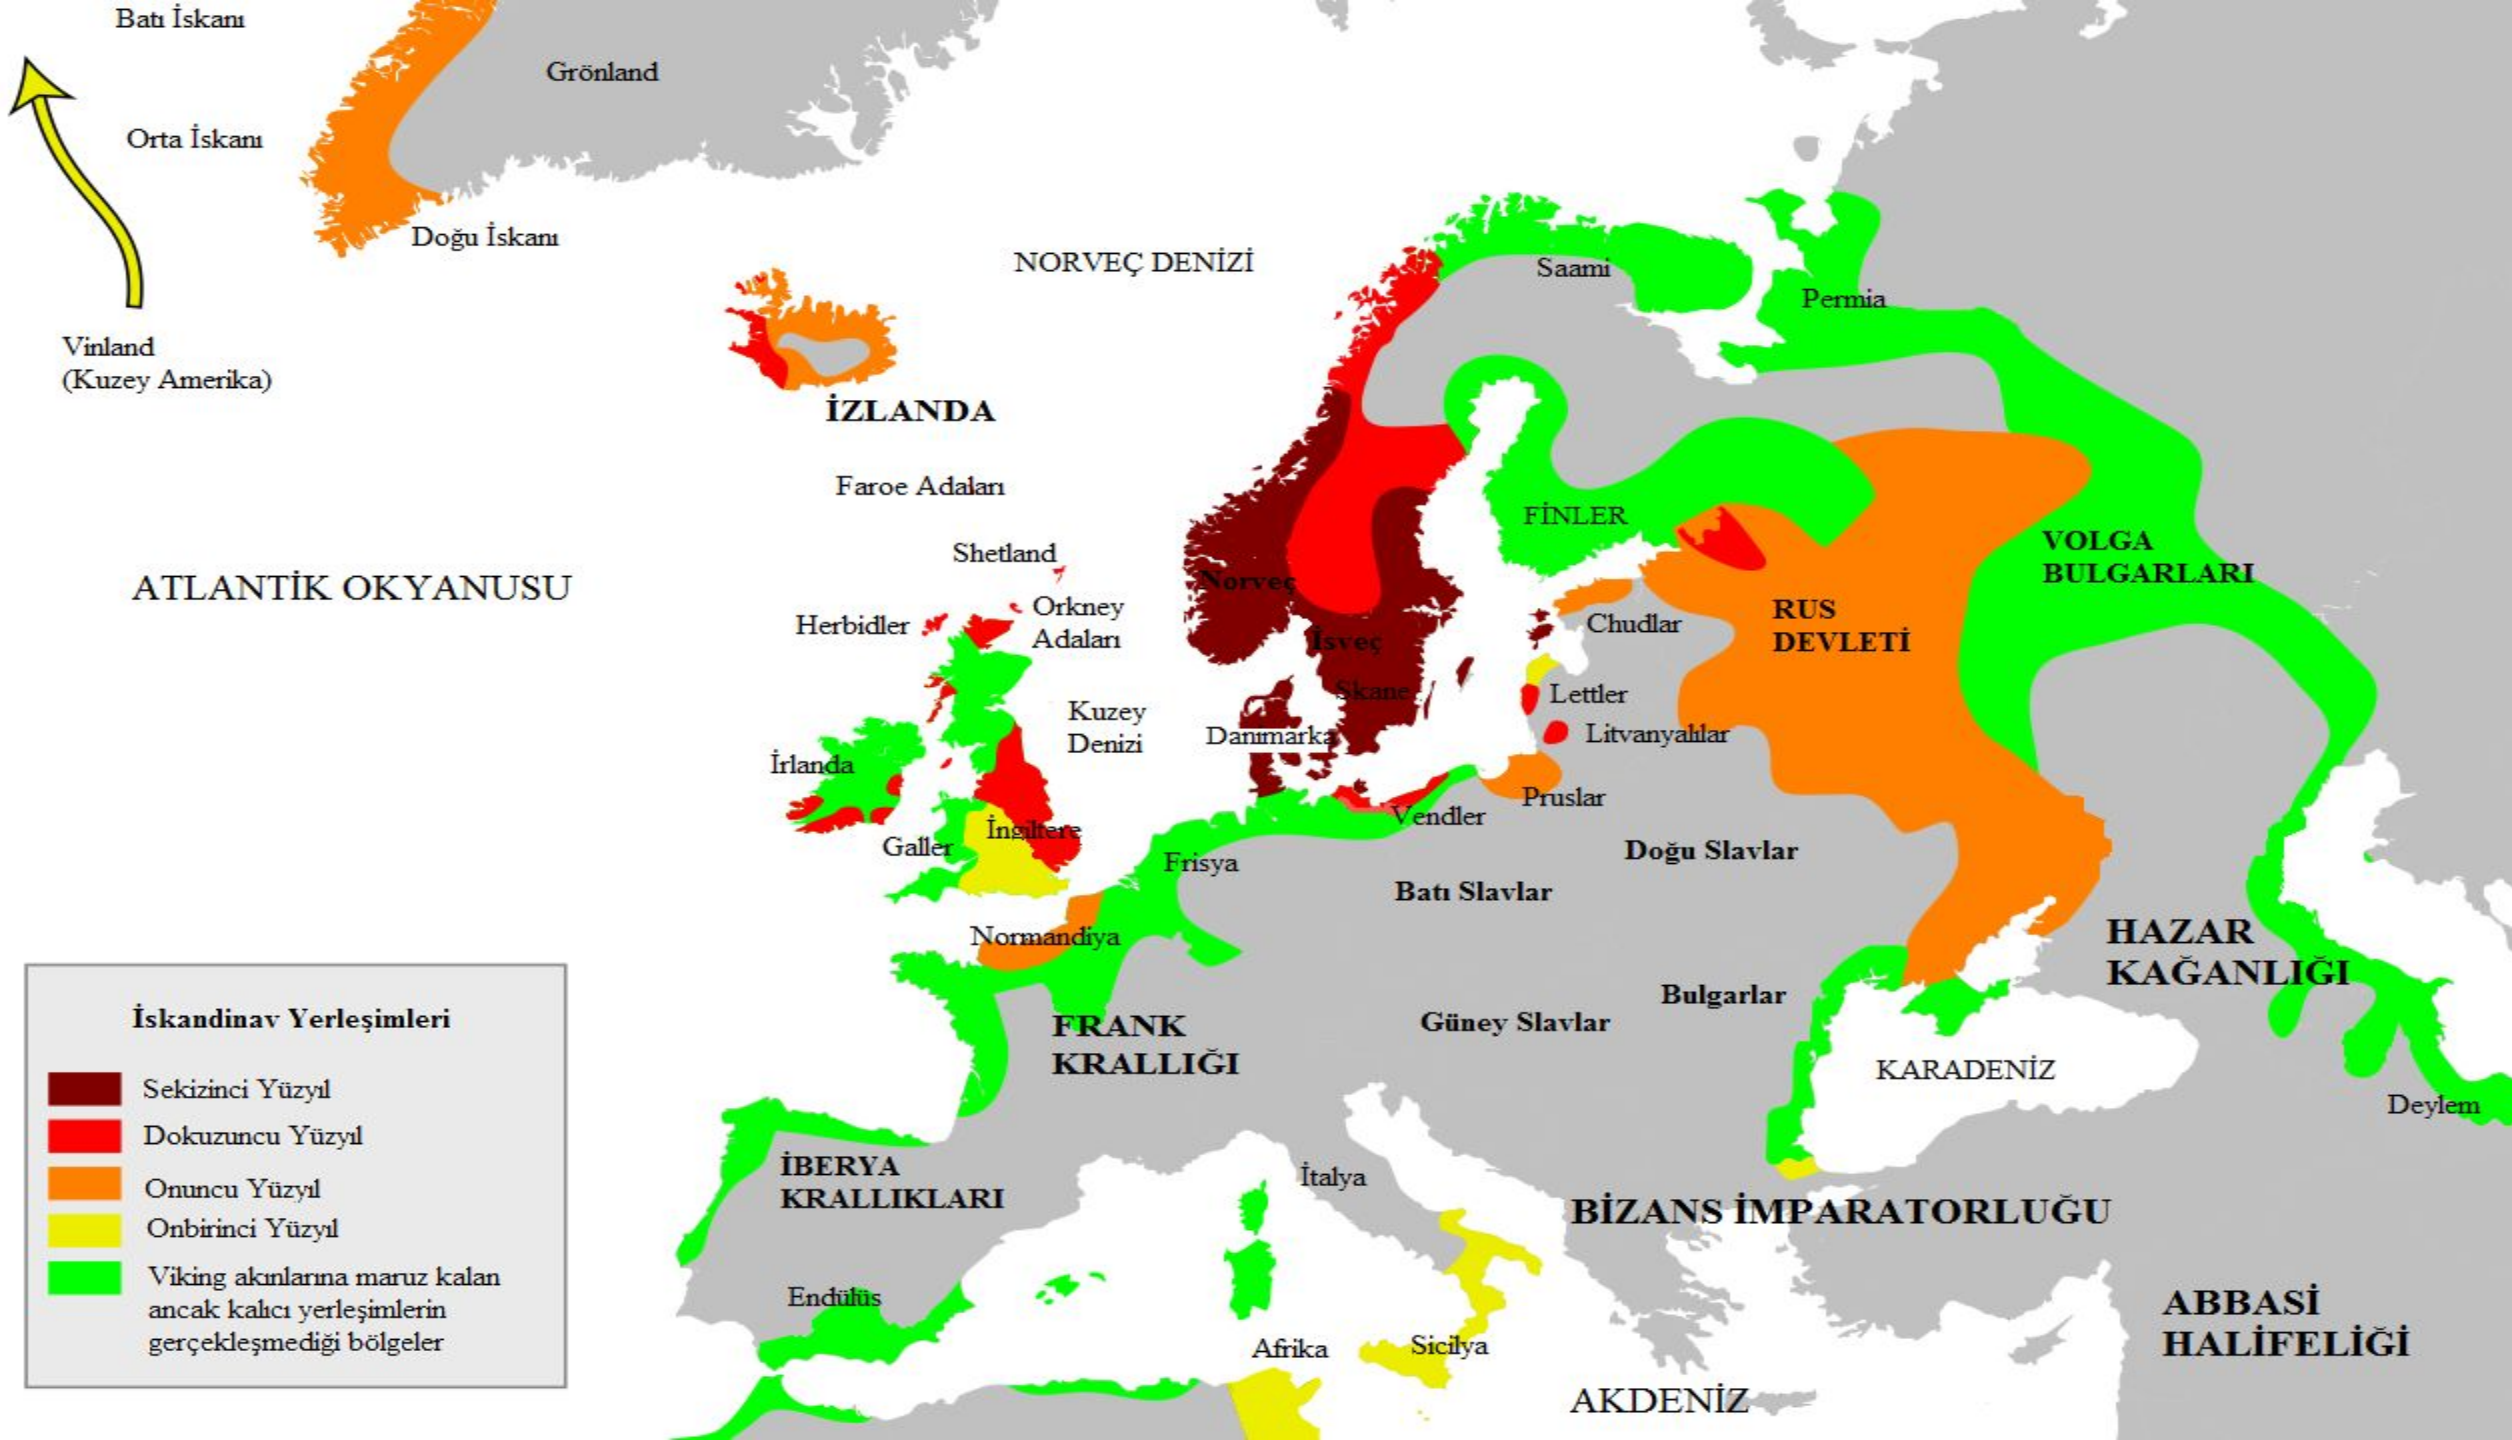 Batı İskanı
Grönland
Orta İskanı
Doğu İskanı
NORVEÇ DENİZİ
Saami
Permia
Vinland
(Kuzey Amerika)
İZLANDA
Faroe Adaları
FİNLER
Shetland
VOLGA
BULGARLARI
ATLANTİK OKYANUSU
Norveç
Herbidler
Orkney
Adaları
Chudlar
RUS
DEVLETİ
İsveç
Skane
Lettler
Kuzey
Denizi
Danımarka
Litvanyalılar
İrlanda
Pruslar
Vendler
İngiltere
Galler
Frisya
Doğu Slavlar
Batı Slavlar
Normandiya
HAZAR
KAĞANLIĞI
Bulgarlar
Güney Slavlar
FRANK
KRALLIĞI
KARADENİZ
Deylem
İskandinav Yerleşimleri
Sekizinci Yüzyıl
Dokuzuncu Yüzyıl
Onuncu Yüzyıl
Onbirinci Yüzyıl
Viking akınlarına maruz kalan
ancak kalıcı yerleşimlerin
gerçekleşmediği bölgeler
İBERYA
KRALLIKLARI
İtalya
BİZANS İMPARATORLUĞU
Endülüs
Afrika
Sicilya
ABBASİ
HALİFELİĞİ
AKDENİZ